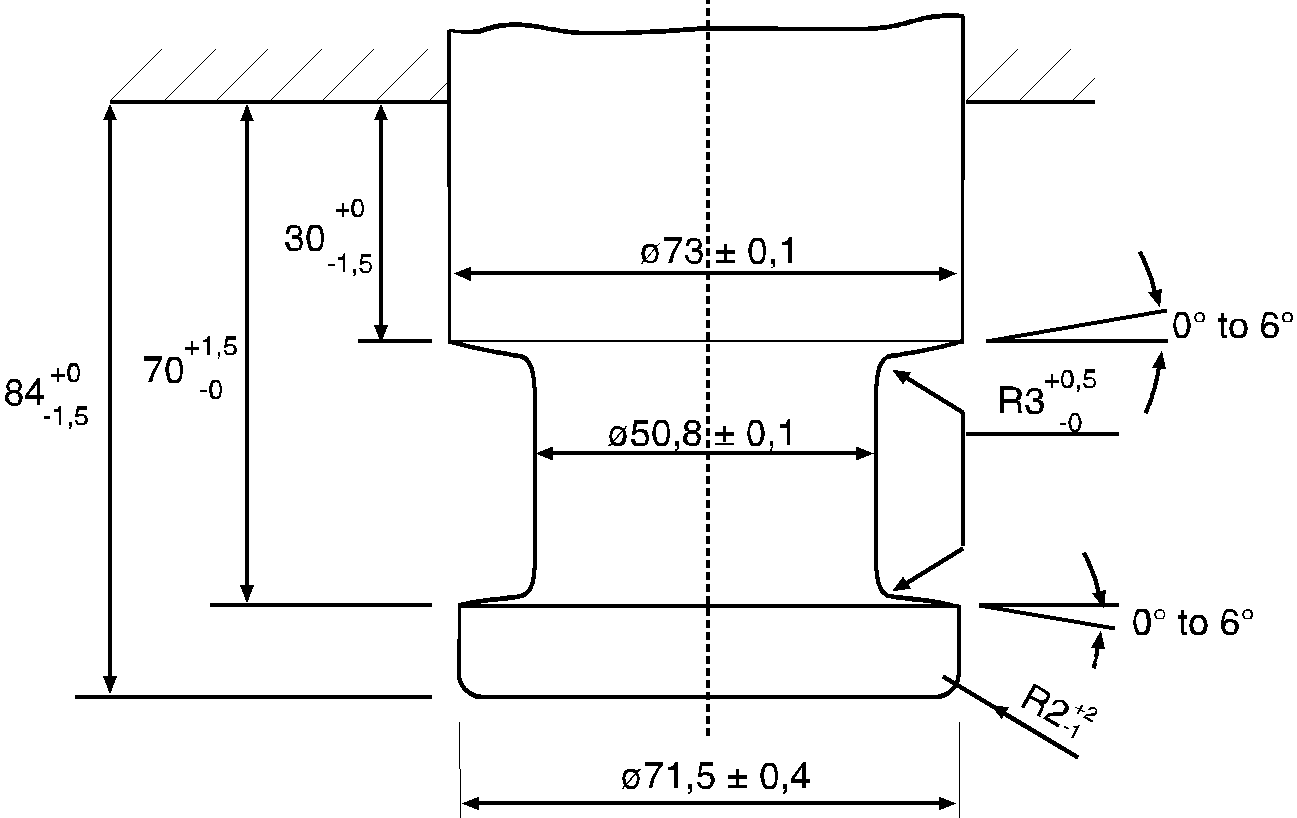 +0
30
-1,5
ø73 ± 0,1
0° to 6°
+1,5
70
-0
+0
84
-1,5
+0,5
R3
-0
ø50,8 ± 0,1
0° to 6°
R2 +2
-1
ø71,5 ± 0,4